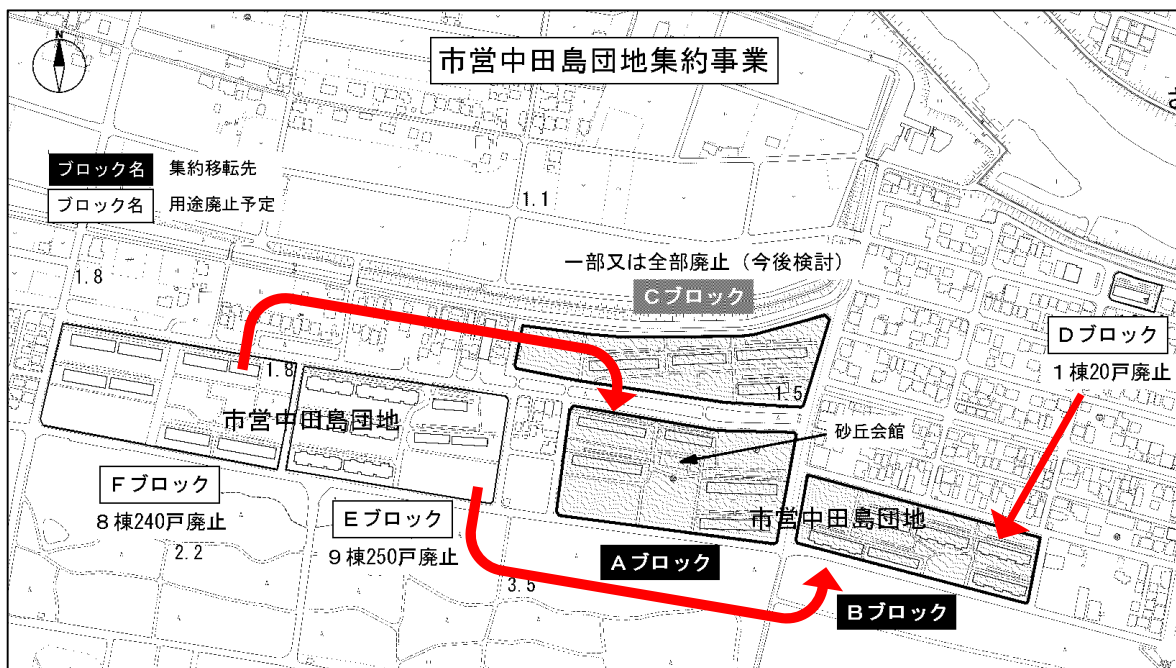 市営中田島団地集約事業
N
ブロック名 集約移転先
ブロック名 用途廃止予定
1.1
1.8
一部又は全部廃止（今後検討）
Cブロック
Dブロック
1棟20戸廃止
1.8
1.5
市営中田島団地
砂丘会館
Fブロック
8棟240戸廃止
Eブロック
9棟250戸廃止
市営中田島団地
2.2
3.5
Aブロック
Bブロック